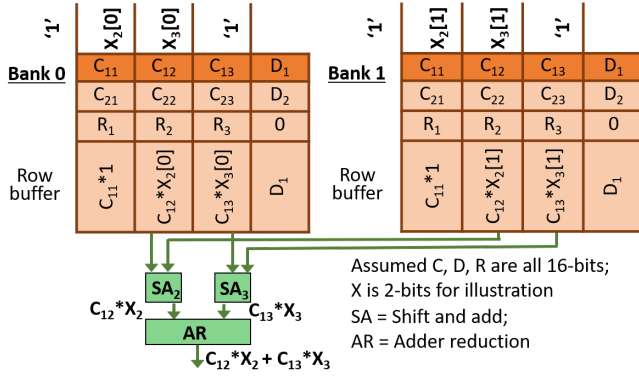 '1' X₂[0] X₃[0] '1'
Bank 0 C₁₁ C₁₂ C₁₃ D₁
C₂₁ C₂₂ C₂₃ D₂
R₁ R₂ R₃ 0
Row buffer C₁₁*1 C₁₂*X₂[0] C₁₃*X₃[0] D₁
'1' X₂[1] X₃[1] '1'
Bank 1 C₁₁ C₁₂ C₁₃ D₁
C₂₁ C₂₂ C₂₃ D₂
R₁ R₂ R₃ 0
Row buffer C₁₁*1 C₁₂*X₂[1] C₁₃*X₃[1]
SA₂ SA₃
C₁₂*X₂ C₁₃*X₃
AR
C₁₂*X₂ + C₁₃*X₃
Assumed C, D, R are all 16-bits;
X is 2-bits for illustration
SA = Shift and add;
AR = Adder reduction